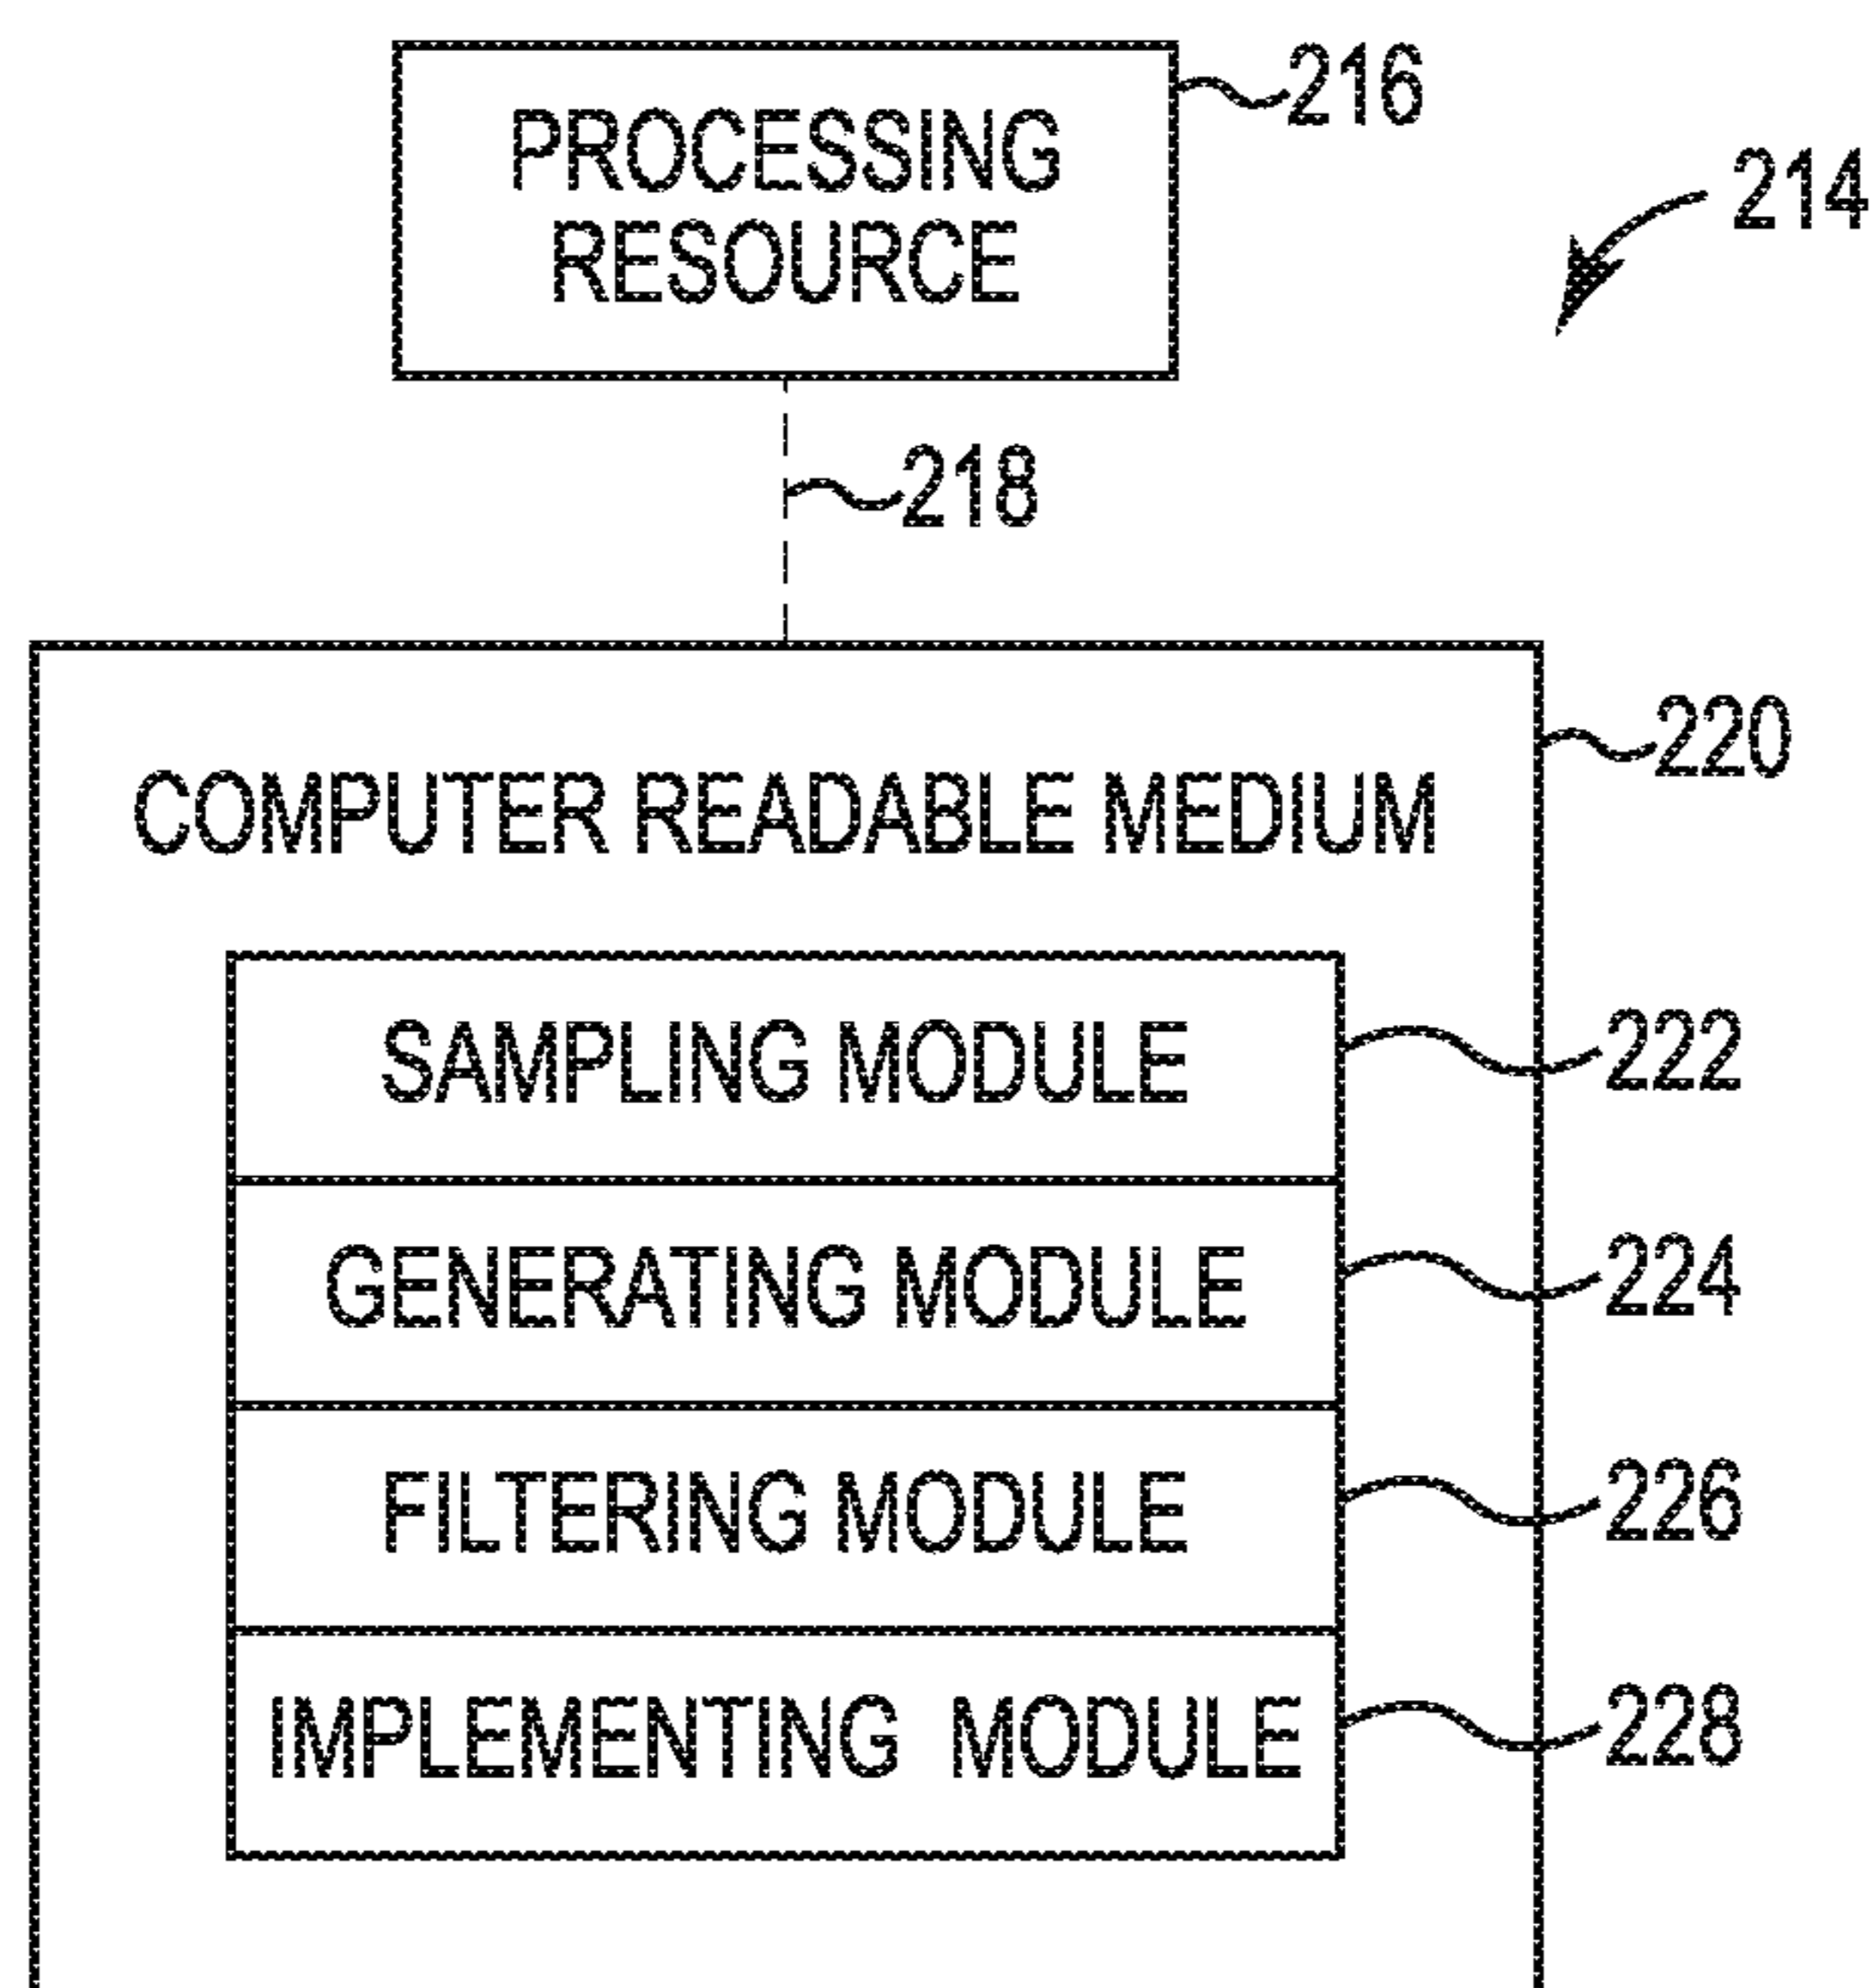 PROCESSING
RESOURCE
216
214
218
220
COMPUTER READABLE MEDIUM
SAMPLING MODULE
222
GENERATING MODULE
224
FILTERING MODULE
226
IMPLEMENTING MODULE
228